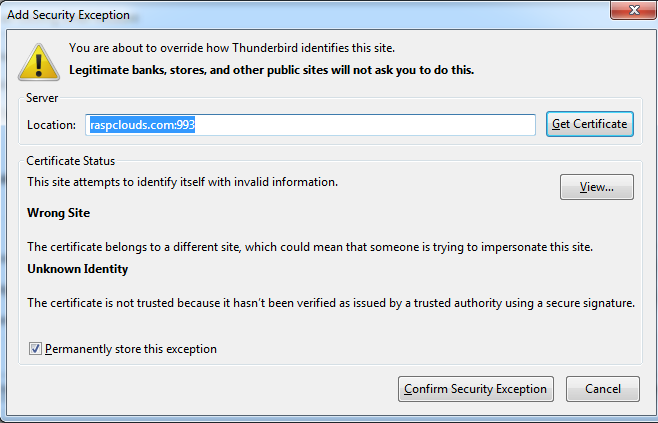 Add Security Exception
You are about to override how Thunderbird identifies this site.
Legitimate banks, stores, and other public sites will not ask you to do this.
Server
Location: raspclouds.com:993 Get Certificate
Certificate Status
This site attempts to identify itself with invalid information.
View...
Wrong Site
The certificate belongs to a different site, which could mean that someone is trying to impersonate this site.
Unknown Identity
The certificate is not trusted because it hasn't been verified as issued by a trusted authority using a secure signature.
Permanently store this exception
Confirm Security Exception Cancel